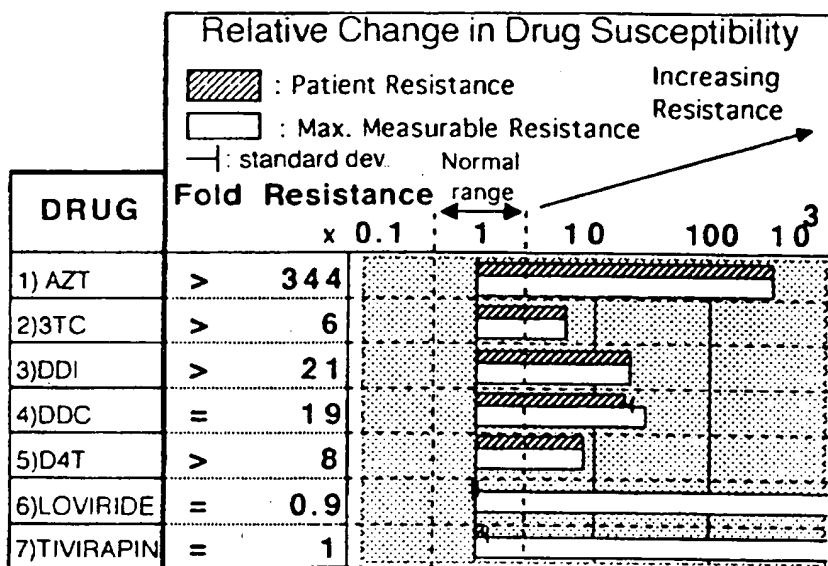 Relative Change in Drug Susceptibility
: Patient Resistance
: Max. Measurable Resistance
: standard dev.
Increasing
Resistance
Normal
range
DRUG
Fold Resistance
x 0.1 1 10 100 10³
1) AZT > 344
2)3TC > 6
3)DDI > 21
4)DDC = 19
5)D4T > 8
6)LOVIRIDE = 0.9
7)TIVIRAPIN = 1